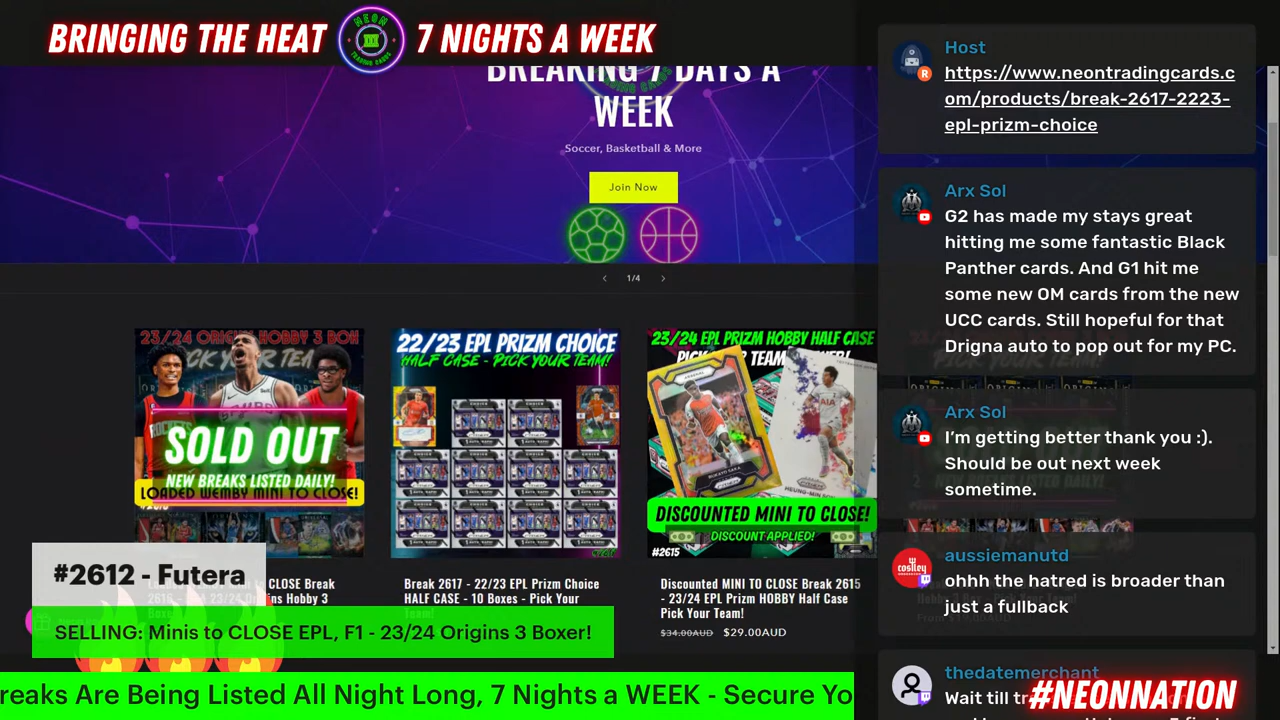 BRINGING THE HEAT
NEON
TRADING CARDS
7 NIGHTS A WEEK
BREAKING 7 DAYS A
WEEK
Soccer, Basketball & More
Join Now
1/4
23/24 ORIGINS HOBBY 3 BOX
PICK YOUR TEAM
SOLD OUT
NEW BREAKS LISTED DAILY!
LOADED WEMBY MINI TO CLOSE!
22/23 EPL PRIZM CHOICE
HALF CASE - PICK YOUR TEAM!
23/24 EPL PRIZM HOBBY HALF CASE
DISCOUNTED MINI TO CLOSE!
DISCOUNT APPLIED!
#2615
Break 2617 - 22/23 EPL Prizm Choice
HALF CASE - 10 Boxes - Pick Your
Team!
Discounted MINI TO CLOSE Break 2615
- 23/24 EPL Prizm HOBBY Half Case
Pick Your Team!
$34.00AUD $29.00AUD
#2612 - Futera
SELLING: Minis to CLOSE EPL, F1 - 23/24 Origins 3 Boxer!
reaks Are Being Listed All Night Long, 7 Nights a WEEK - Secure Yo
Host
https://www.neontradingcards.c
om/products/break-2617-2223-
epl-prizm-choice
Arx Sol
G2 has made my stays great
hitting me some fantastic Black
Panther cards. And G1 hit me
some new OM cards from the new
UCC cards. Still hopeful for that
Drigna auto to pop out for my PC.
Arx Sol
I'm getting better thank you :).
Should be out next week
sometime.
aussiemanutd
ohhh the hatred is broader than
just a fullback
thedatemerchant
Wait till
#NEONNATION